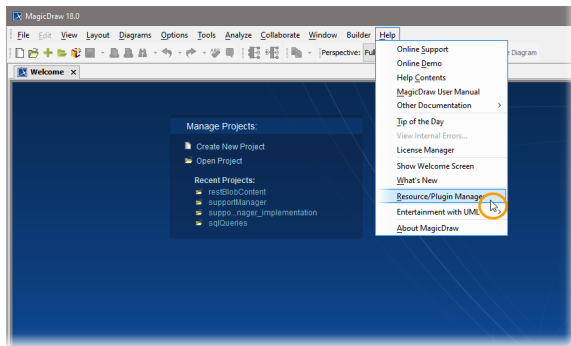 MagicDraw 18.0
File Edit View Layout Diagrams Options Tools Analyze Collaborate Window Builder Help
Perspective: Full
Diagram
Welcome
Online Support
Online Demo
Help Contents
MagicDraw User Manual
Other Documentation
Tip of the Day
View Internal Errors...
License Manager
Show Welcome Screen
What's New
Resource/Plugin Manager
Entertainment with UML
About MagicDraw
Manage Projects:
Create New Project
Open Project
Recent Projects:
restBlobContent
supportManager
suppo...nager_implementation
sqlQueries